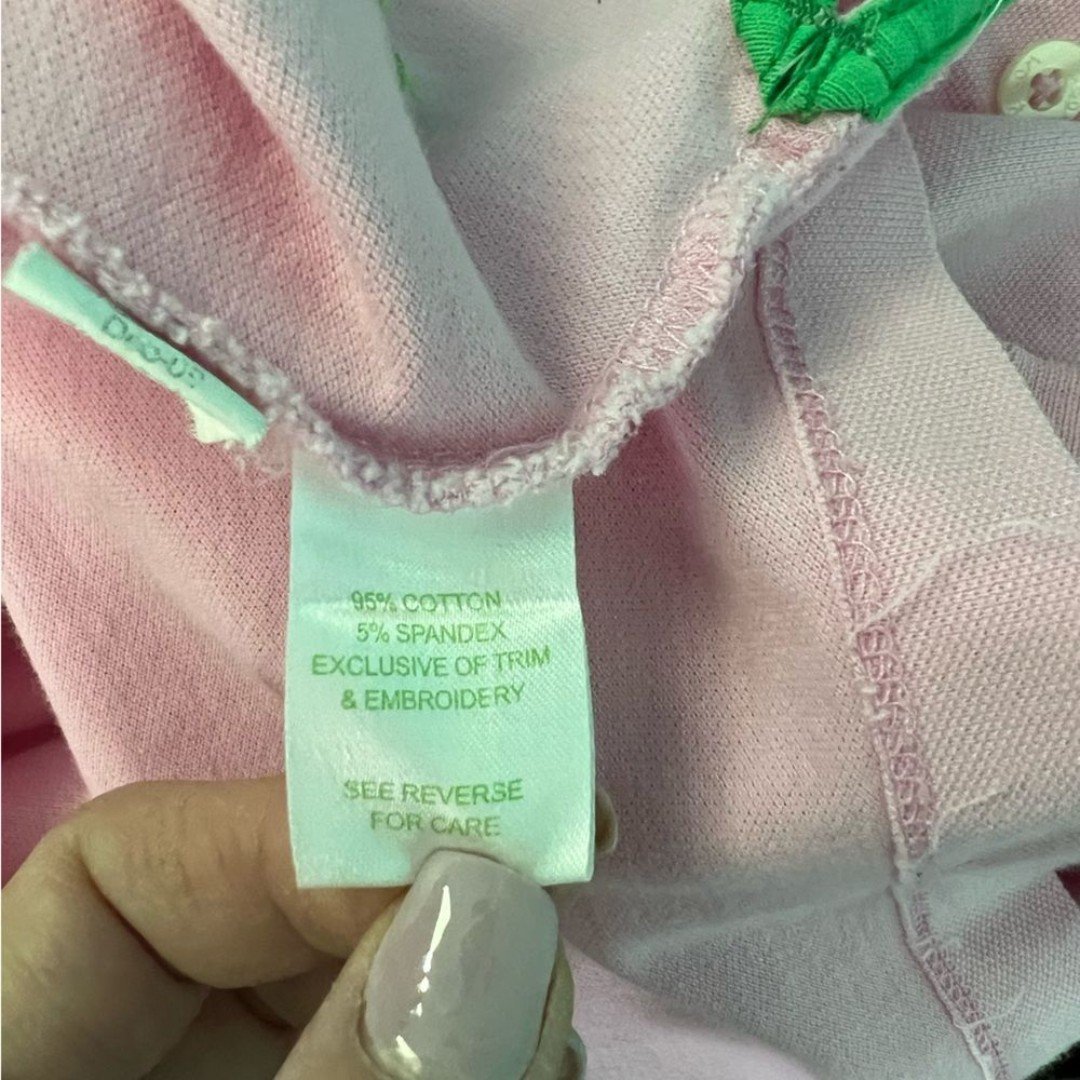 95% COTTON
5% SPANDEX
EXCLUSIVE OF TRIM
& EMBROIDERY
SEE REVERSE
FOR CARE